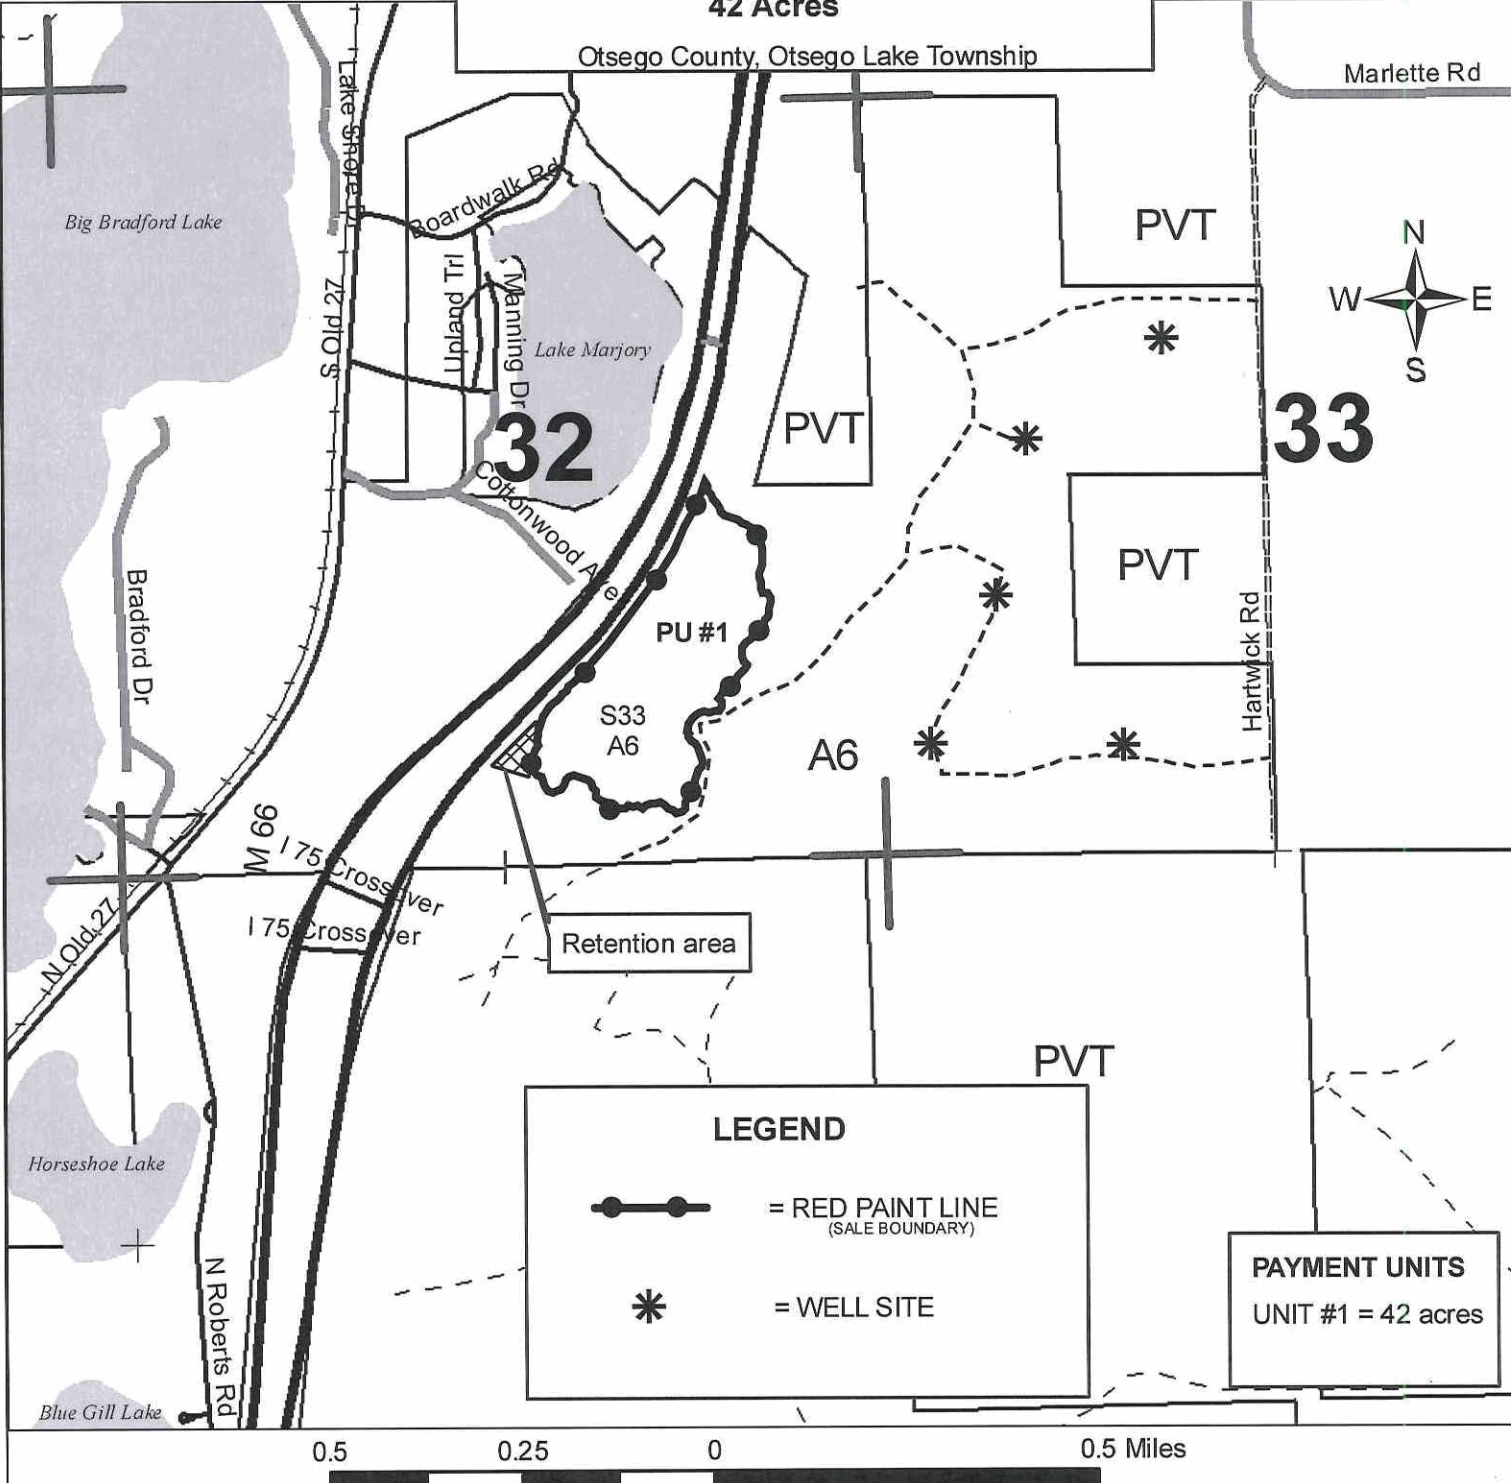 42 Acres
Otsego County, Otsego Lake Township
Marlette Rd
Lake Shore Dr
Boardwalk Rd
Big Bradford Lake
PVT
N
W E
S
S Old 27
Upland Trl
Manning Dr
Lake Marjory
PVT
32
33
Cottonwood Ave
Bradford Dr
PVT
PU #1
Hartwick Rd
S33
A6
A6
M 66
I 75 Crossover
I 75 Crossover
N Old 27
Retention area
PVT
Horseshoe Lake
LEGEND
= RED PAINT LINE
(SALE BOUNDARY)
= WELL SITE
PAYMENT UNITS
UNIT #1 = 42 acres
N Roberts Rd
Blue Gill Lake
0.5 0.25 0 0.5 Miles